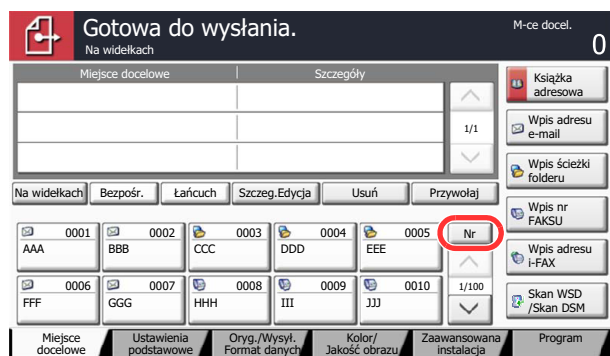 Gotowa do wysłania.
Na widełkach
M-ce docel.
0
Miejsce docelowe
Szczegóły
1/1
Na widełkach
Bezpośr.
Łańcuch
Szczeg.Edycja
Usuń
Przywołaj
0001
AAA
0002
BBB
0003
CCC
0004
DDD
0005
EEE
Nr
0006
FFF
0007
GGG
0008
HHH
0009
III
0010
JJJ
1/100
Książka
adresowa
Wpis adresu
e-mail
Wpis ścieżki
folderu
Wpis nr
FAKSU
Wpis adresu
i-FAX
Skan WSD
/Skan DSM
Miejsce
docelowe
Ustawienia
podstawowe
Oryg./Wysył.
Format danych
Kolor/
Jakość obrazu
Zaawansowana
instalacja
Program